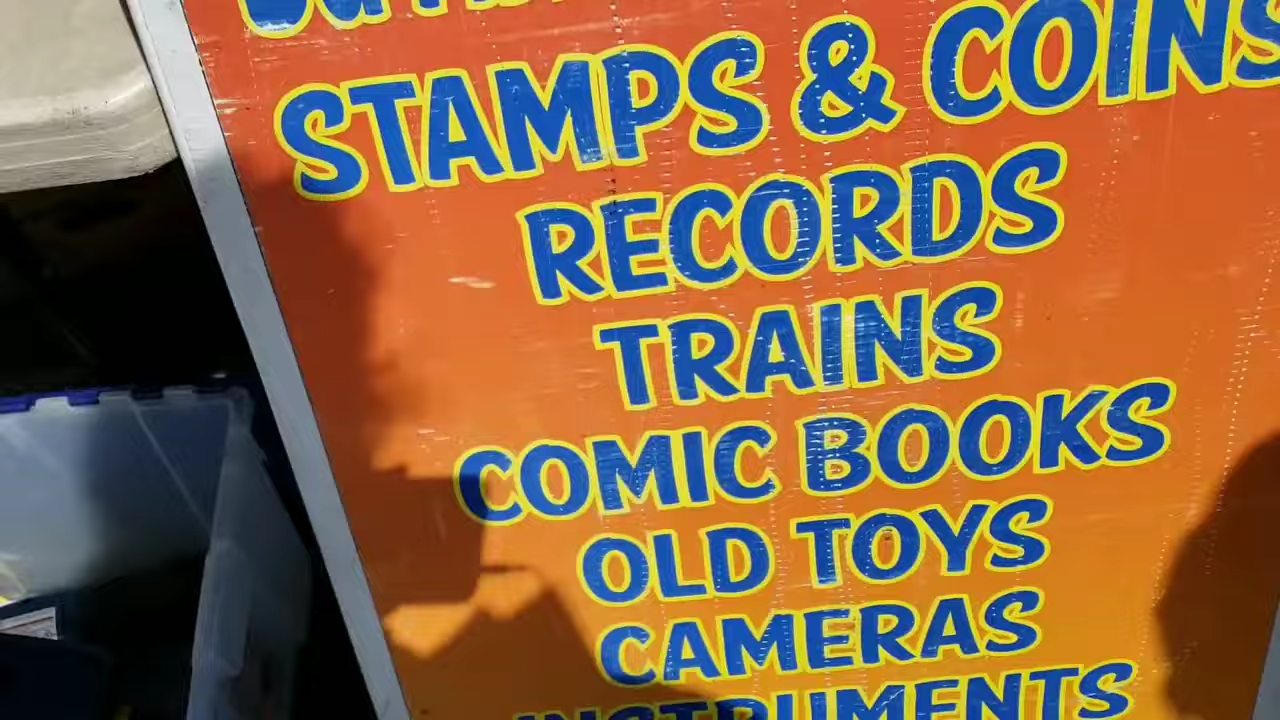 STAMPS & COINS
RECORDS
TRAINS
COMIC BOOKS
OLD TOYS
CAMERAS
INSTRUMENTS